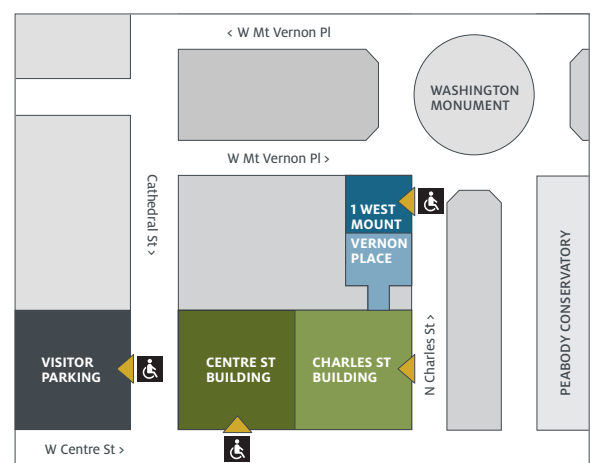 < W Mt Vernon Pl
WASHINGTON
MONUMENT
W Mt Vernon Pl >
Cathedral St >
1 WEST
MOUNT
VERNON
PLACE
N Charles St >
PEABODY CONSERVATORY
VISITOR
PARKING
CENTRE ST
BUILDING
CHARLES ST
BUILDING
W Centre St >